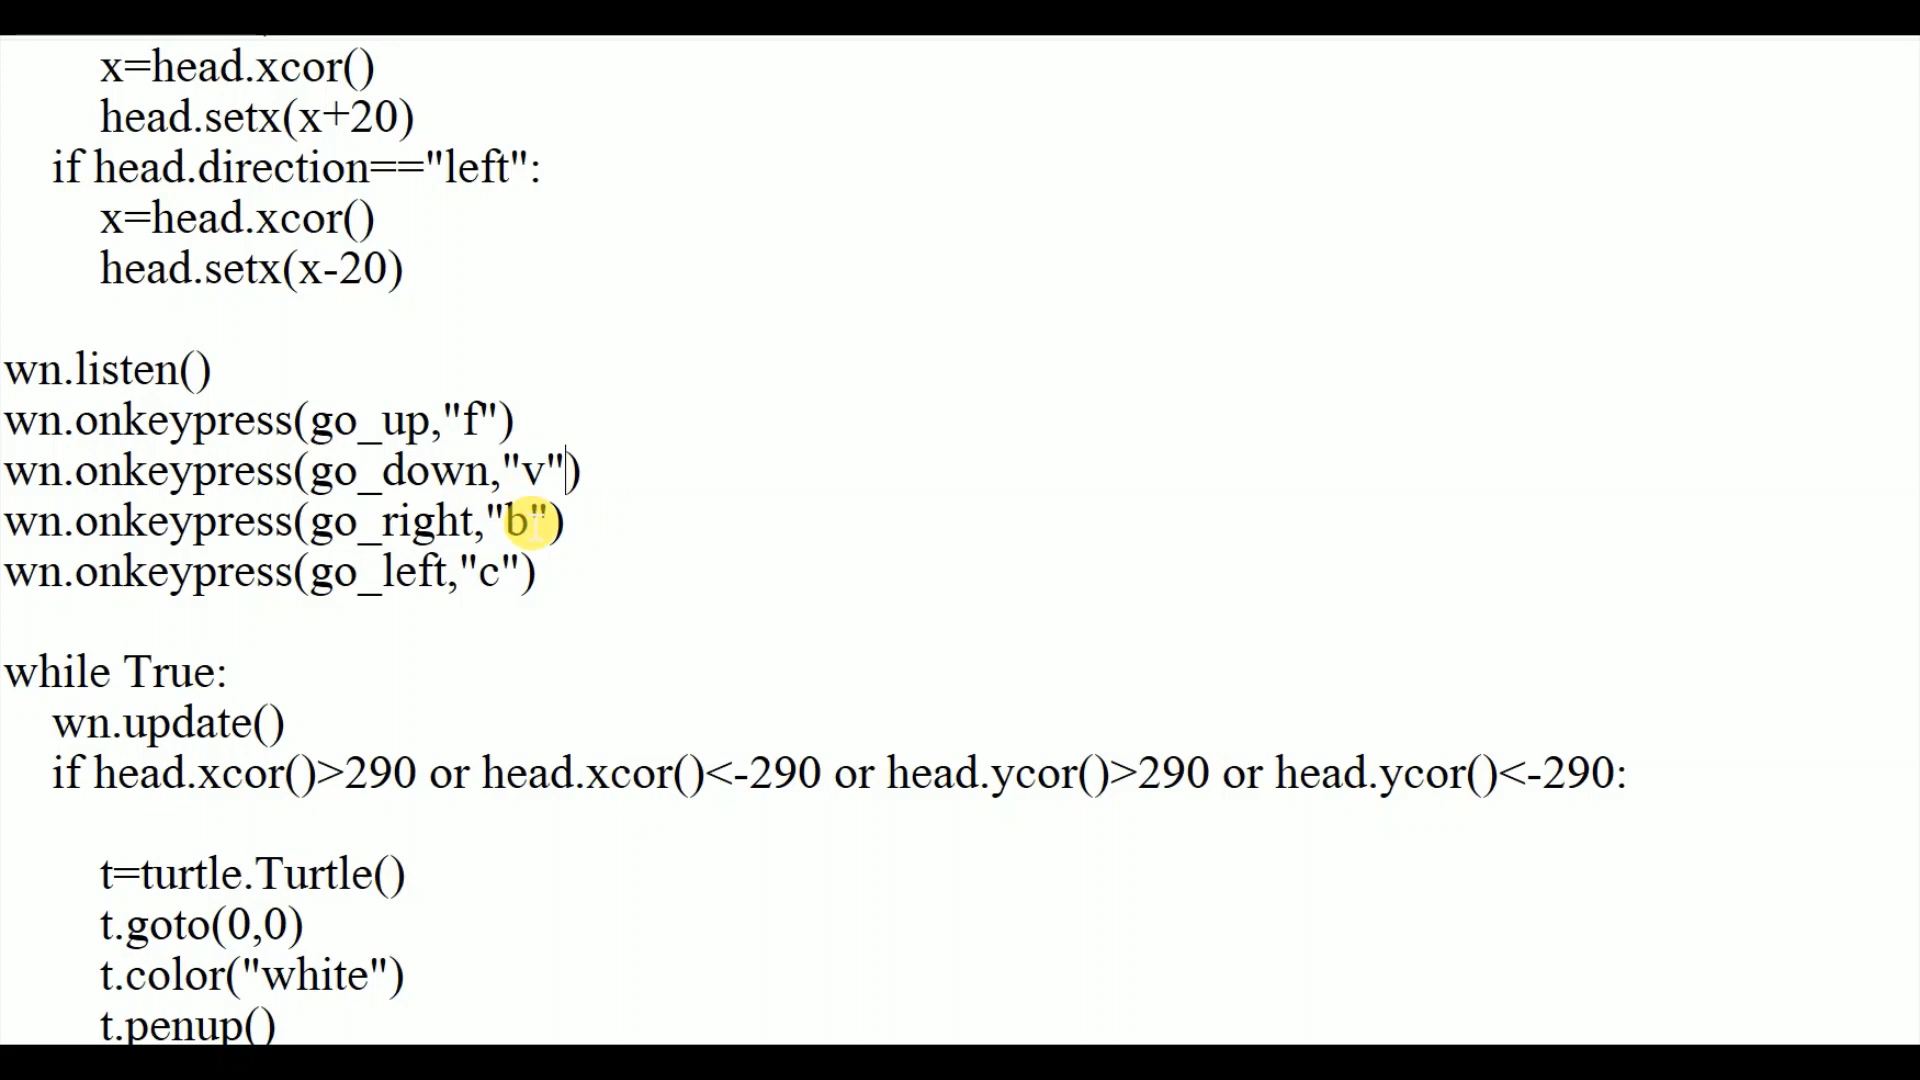 x=head.xcor()
head.setx(x+20)
if head.direction=="left":
x=head.xcor()
head.setx(x-20)
wn.listen()
wn.onkeypress(go_up,"f")
wn.onkeypress(go_down,"v")
wn.onkeypress(go_right,"b")
wn.onkeypress(go_left,"c")
while True:
wn.update()
if head.xcor()>290 or head.xcor()<-290 or head.ycor()>290 or head.ycor()<-290:
t=turtle.Turtle()
t.goto(0,0)
t.color("white")
t.penup()